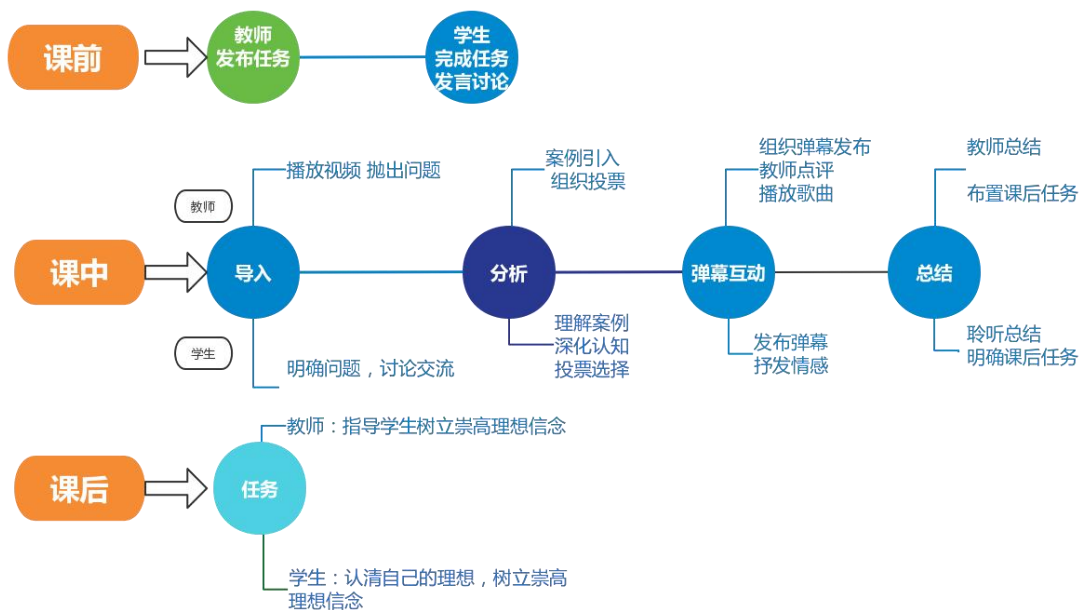 课前
教师
发布任务
学生
完成任务
发言讨论
课中
教师
学生
导入
播放视频 抛出问题
明确问题，讨论交流
分析
案例引入
组织投票
理解案例
深化认知
投票选择
弹幕互动
组织弹幕发布
教师点评
播放歌曲
发布弹幕
抒发情感
总结
教师总结
布置课后任务
聆听总结
明确课后任务
课后
任务
教师：指导学生树立崇高理想信念
学生：认清自己的理想，树立崇高
理想信念